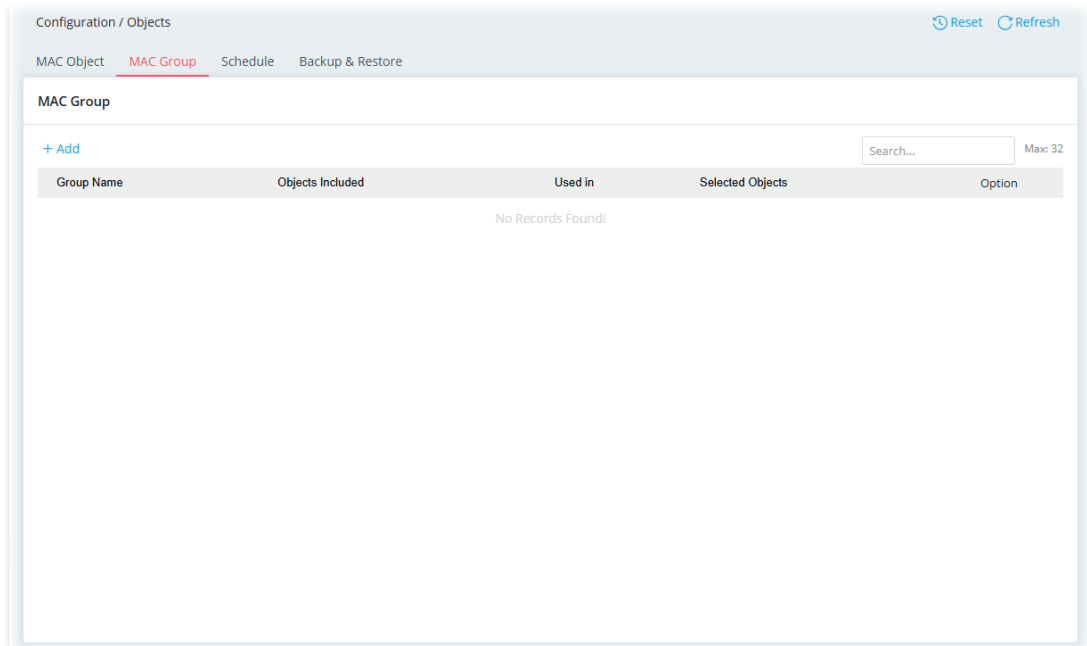 Configuration / Objects Reset Refresh
MAC Object MAC Group Schedule Backup & Restore
MAC Group
+ Add Search... Max: 32
Group Name Objects Included Used in Selected Objects Option
No Records Found!